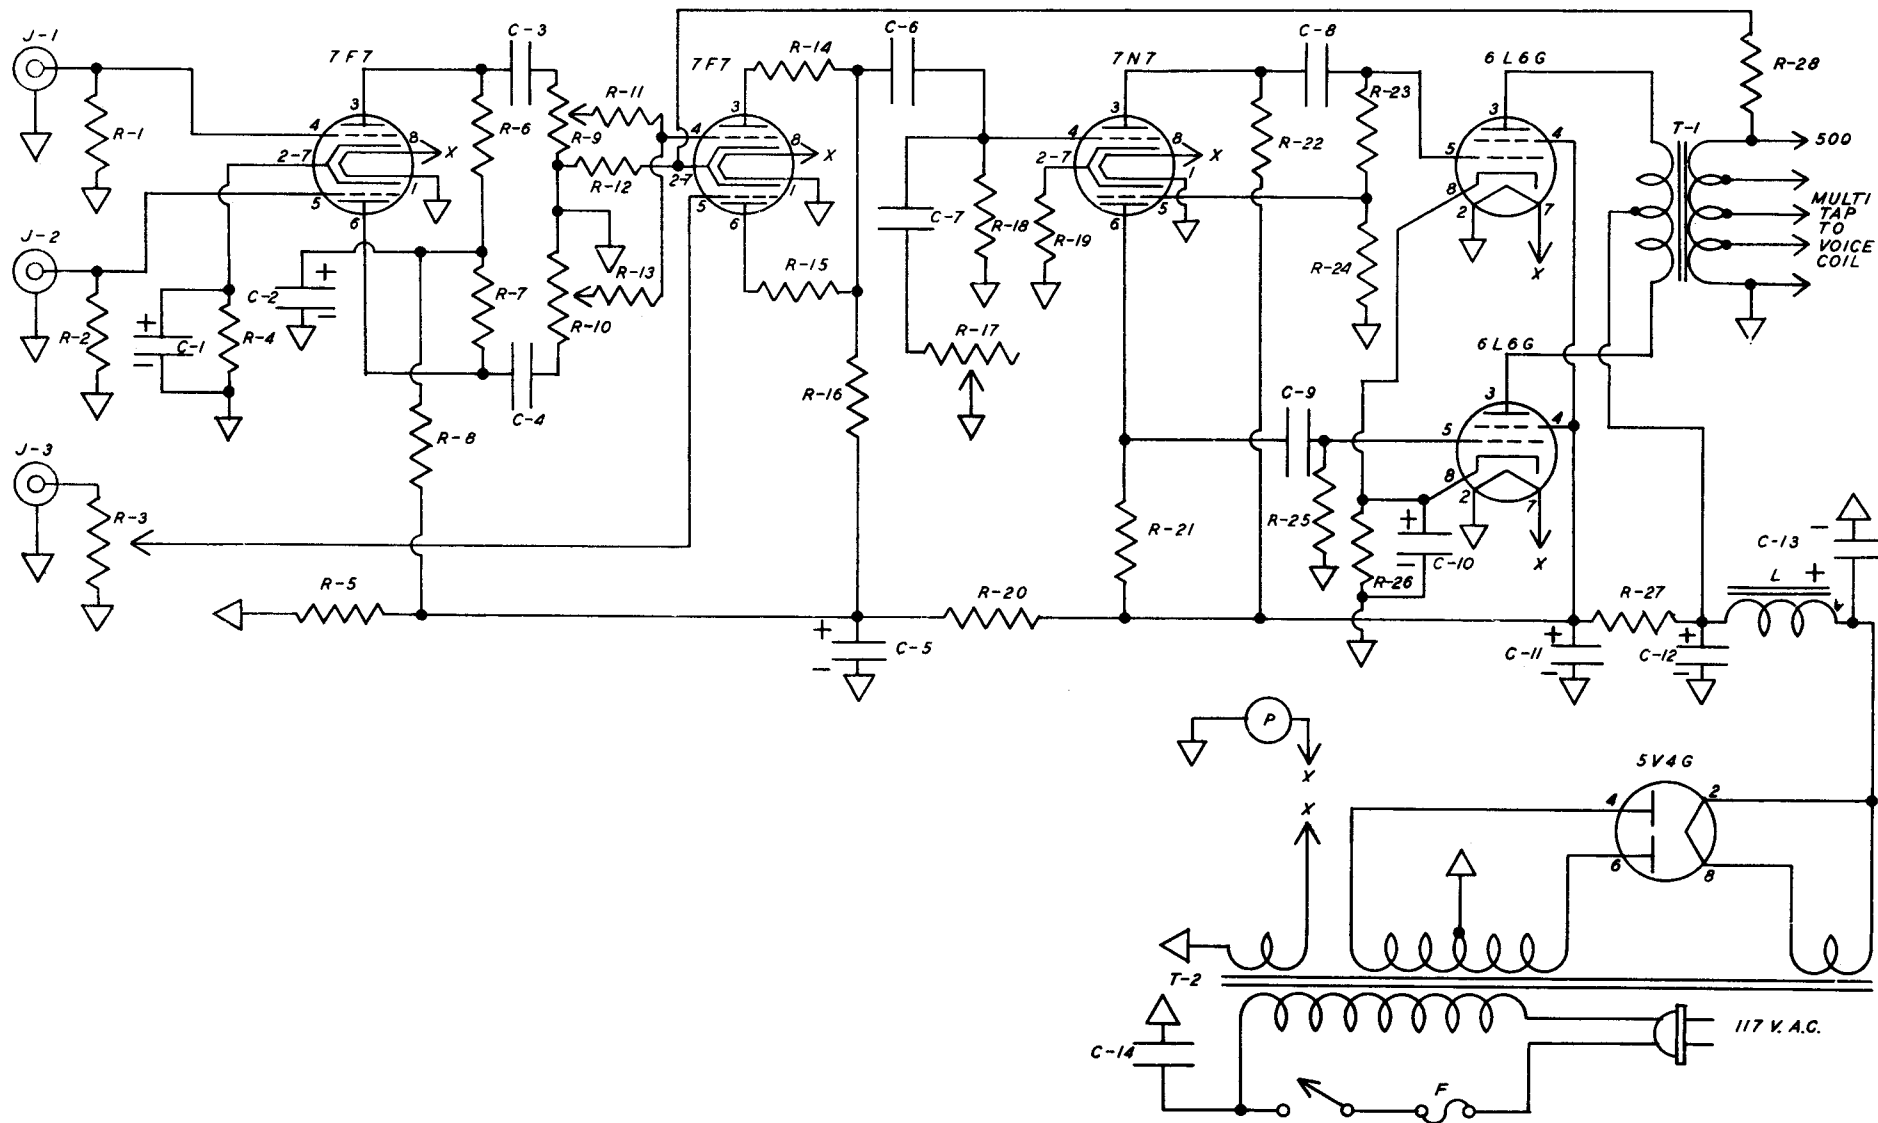 J-1
R-1
J-2
R-2
J-3
R-3
C-1
R-4
7F7
3
4
2-7
5
6
8
X
1
C-2
+
-
+
-
R-5
R-8
R-6
R-7
C-3
C-4
R-9
R-10
R-11
R-12
R-13
7F7
3
4
2-7
5
6
8
X
1
R-14
R-15
R-16
+
-
C-5
C-6
C-7
R-17
R-18
R-19
R-20
7N7
3
4
2-7
5
6
8
X
1
R-21
R-22
C-8
R-23
R-24
C-9
R-25
R-26
+
-
C-10
6L6G
3
4
5
8
2
7
X
6L6G
3
4
5
8
2
7
X
T-1
R-28
500
MULTI
TAP
TO
VOICE
COIL
R-27
+
C-11
-
+
C-12
-
L
+
-
C-13
P
X
X
5V4G
4
2
6
8
T-2
C-14
F
117 V. A.C.